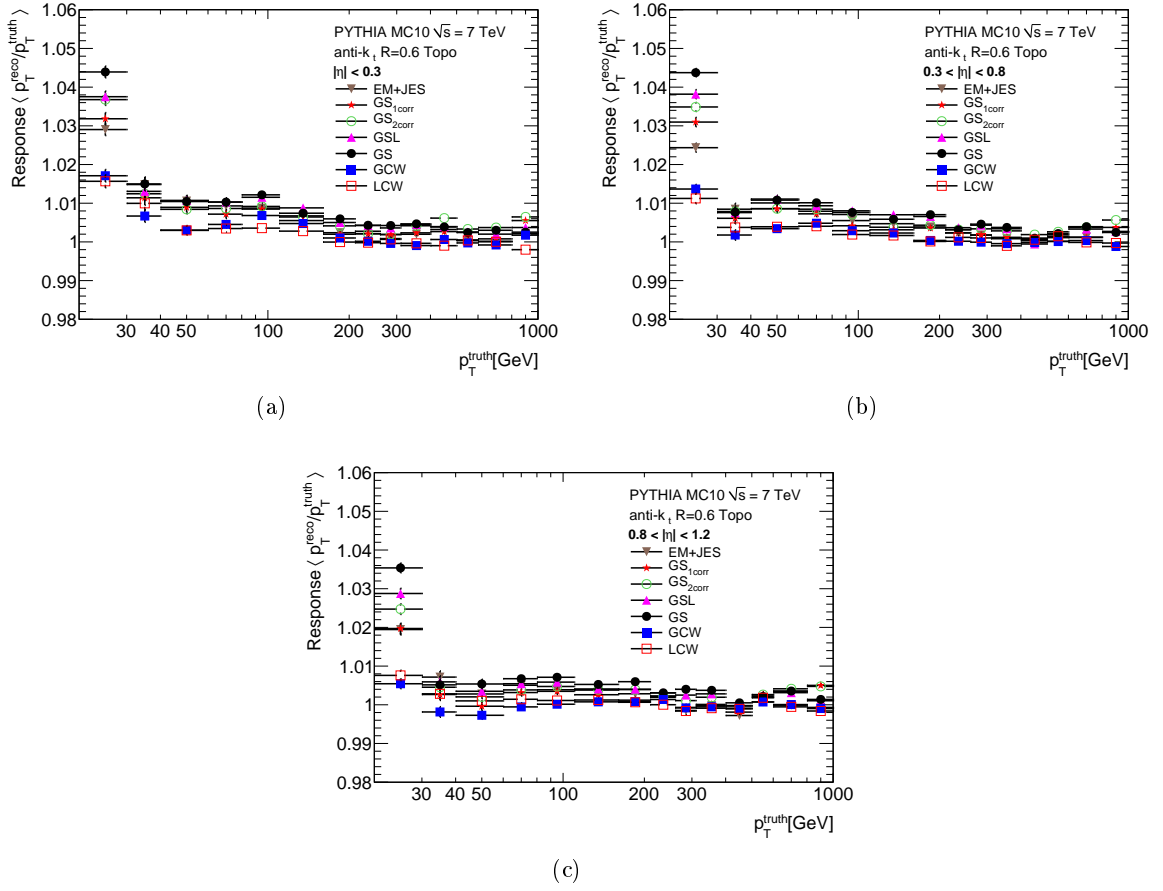 Response ⟨ p_T^reco/p_T^truth ⟩
1.06
1.05
1.04
1.03
1.02
1.01
1
0.99
0.98
PYTHIA MC10 √s = 7 TeV
anti-k_t R=0.6 Topo
|η| < 0.3
EM+JES
GS_1corr
GS_2corr
GSL
GS
GCW
LCW
30 40 50 100 200 300 1000
p_T^truth[GeV]
(a)
Response ⟨ p_T^reco/p_T^truth ⟩
1.06
1.05
1.04
1.03
1.02
1.01
1
0.99
0.98
PYTHIA MC10 √s = 7 TeV
anti-k_t R=0.6 Topo
0.3 < |η| < 0.8
EM+JES
GS_1corr
GS_2corr
GSL
GS
GCW
LCW
30 40 50 100 200 300 1000
p_T^truth[GeV]
(b)
Response ⟨ p_T^reco/p_T^truth ⟩
1.06
1.05
1.04
1.03
1.02
1.01
1
0.99
0.98
PYTHIA MC10 √s = 7 TeV
anti-k_t R=0.6 Topo
0.8 < |η| < 1.2
EM+JES
GS_1corr
GS_2corr
GSL
GS
GCW
LCW
30 40 50 100 200 300 1000
p_T^truth[GeV]
(c)